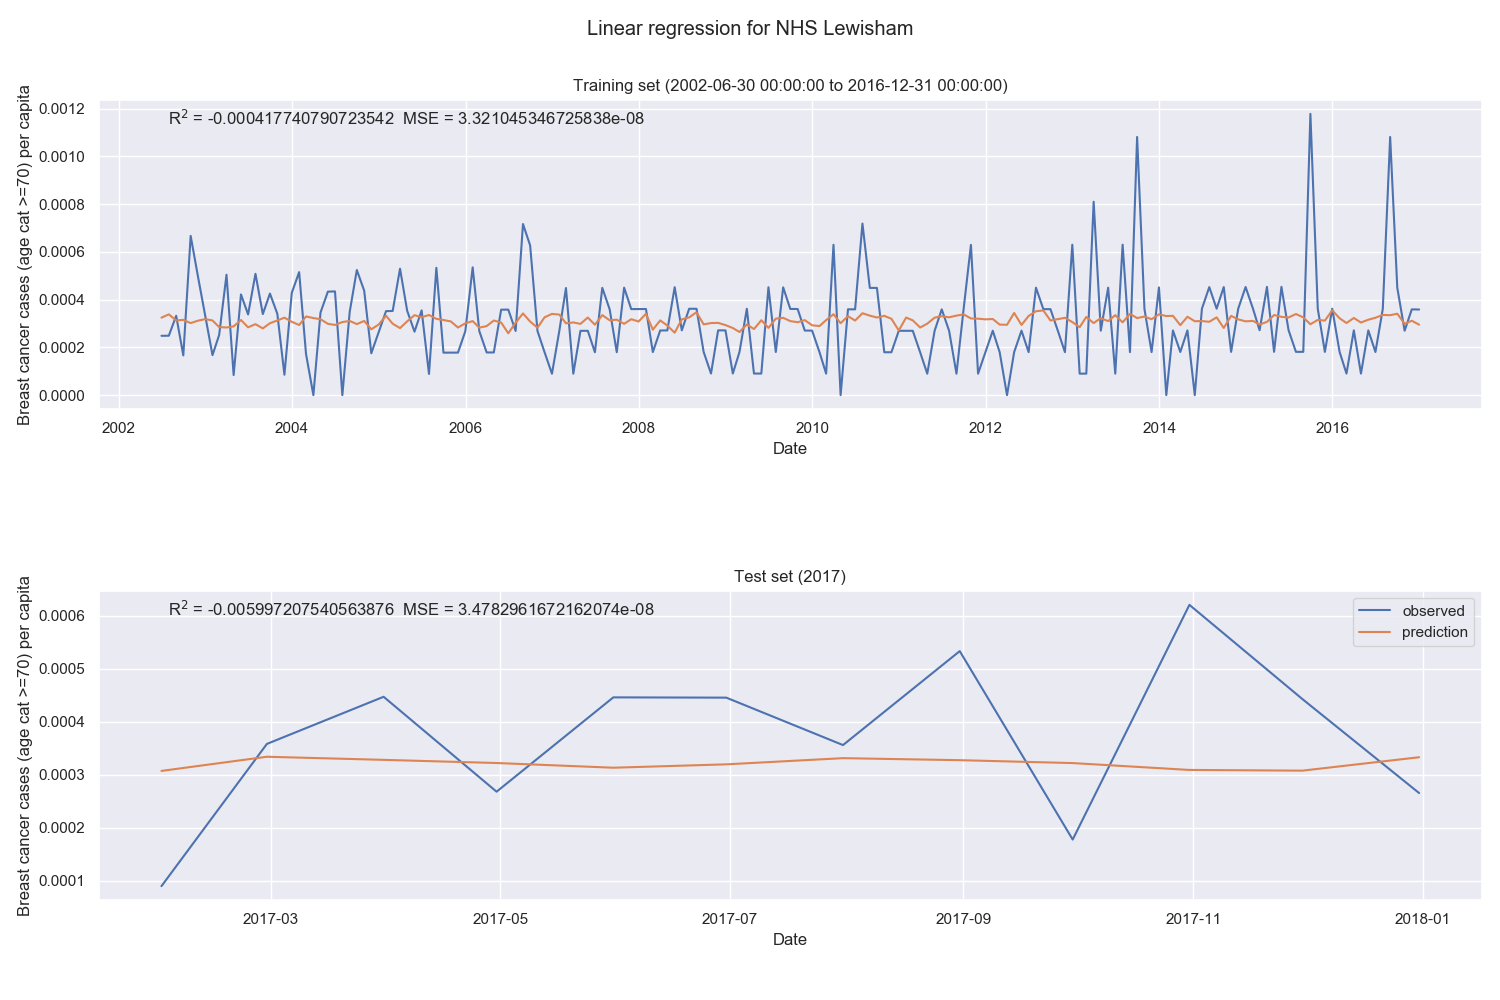 Linear regression for NHS Lewisham
Training set (2002-06-30 00:00:00 to 2016-12-31 00:00:00)
R² = -0.000417740790723542  MSE = 3.321045346725838e-08
Breast cancer cases (age cat >=70) per capita
0.0012
0.0010
0.0008
0.0006
0.0004
0.0002
0.0000
2002 2004 2006 2008 2010 2012 2014 2016
Date
Test set (2017)
R² = -0.005997207540563876  MSE = 3.4782961672162074e-08
observed
prediction
Breast cancer cases (age cat >=70) per capita
0.0006
0.0005
0.0004
0.0003
0.0002
0.0001
2017-03 2017-05 2017-07 2017-09 2017-11 2018-01
Date